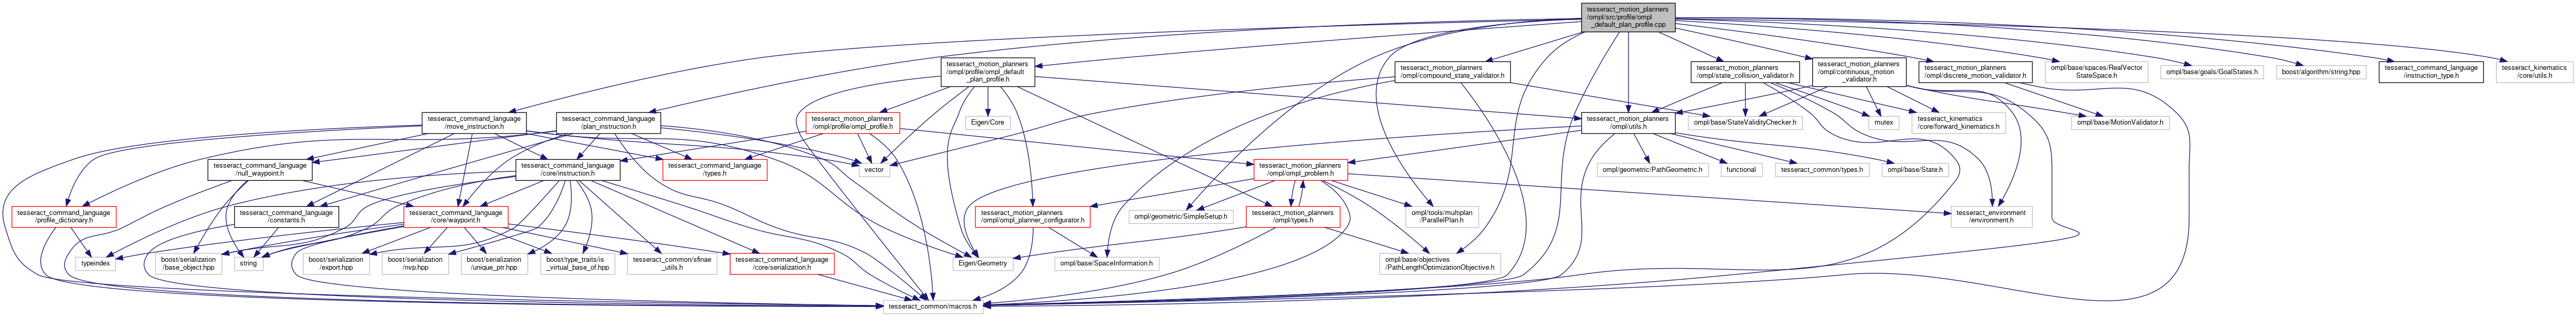 tesseract_motion_planners
/ompl/src/profile/ompl
_default_plan_profile.cpp
tesseract_motion_planners
/ompl/profile/ompl_default
_plan_profile.h
tesseract_motion_planners
/ompl/compound_state_validator.h
tesseract_motion_planners
/ompl/state_collision_validator.h
tesseract_motion_planners
/ompl/continuous_motion
_validator.h
tesseract_motion_planners
/ompl/discrete_motion_validator.h
ompl/base/spaces/RealVector
StateSpace.h
ompl/base/goals/GoalStates.h
boost/algorithm/string.hpp
tesseract_command_language
/instruction_type.h
tesseract_kinematics
/core/utils.h
tesseract_command_language
/move_instruction.h
tesseract_command_language
/plan_instruction.h
tesseract_motion_planners
/ompl/profile/ompl_profile.h
Eigen/Core
tesseract_motion_planners
/ompl/utils.h
ompl/base/StateValidityChecker.h
mutex
tesseract_kinematics
/core/forward_kinematics.h
ompl/base/MotionValidator.h
tesseract_command_language
/null_waypoint.h
tesseract_command_language
/core/instruction.h
tesseract_command_language
/types.h
vector
tesseract_motion_planners
/ompl/ompl_problem.h
ompl/geometric/PathGeometric.h
functional
tesseract_common/types.h
ompl/base/State.h
tesseract_command_language
/profile_dictionary.h
tesseract_command_language
/constants.h
tesseract_command_language
/core/waypoint.h
tesseract_motion_planners
/ompl/ompl_planner_configurator.h
ompl/geometric/SimpleSetup.h
tesseract_motion_planners
/ompl/types.h
ompl/tools/multiplan
/ParallelPlan.h
tesseract_environment
/environment.h
typeindex
boost/serialization
/base_object.hpp
string
boost/serialization
/export.hpp
boost/serialization
/nvp.hpp
boost/serialization
/unique_ptr.hpp
boost/type_traits/is
_virtual_base_of.hpp
tesseract_common/sfinae
_utils.h
tesseract_command_language
/core/serialization.h
Eigen/Geometry
ompl/base/SpaceInformation.h
ompl/base/objectives
/PathLengthOptimizationObjective.h
tesseract_common/macros.h